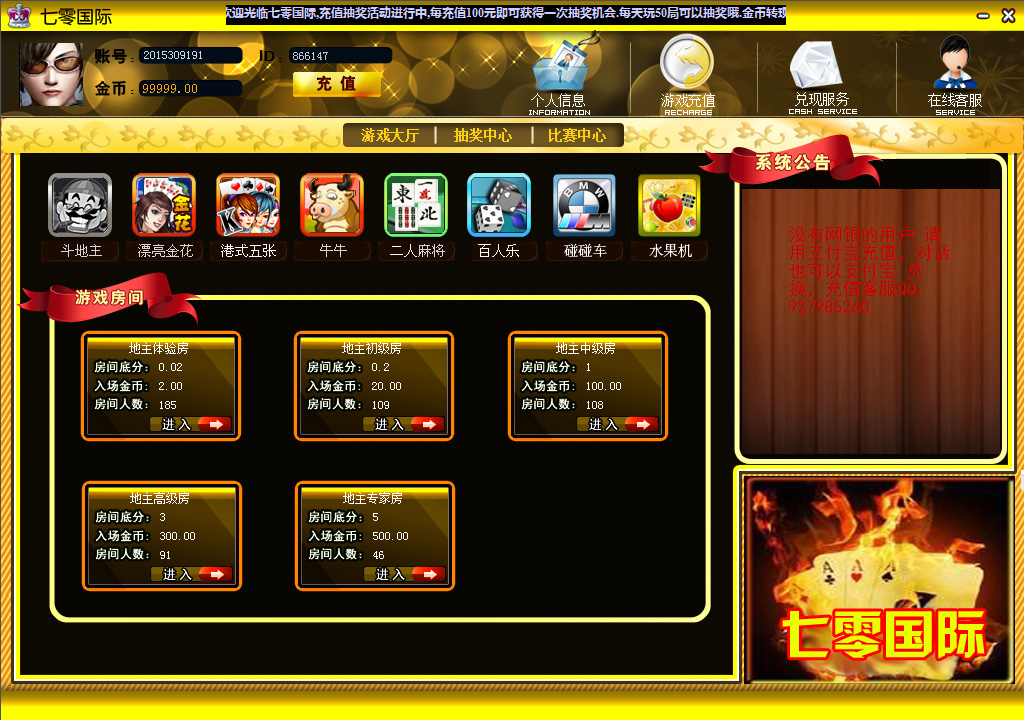 七零国际
欢迎光临七零国际,充值抽奖活动进行中,每充值100元即可获得一次抽奖机会.每天玩50局可以抽奖哦.金币转
账号: 2015309191 ID: 866147
金币: 99999.00 充值
个人信息
INFORMATION
游戏充值
RECHARGE
兑现服务
CASH SERVICE
在线客服
SERVICE
游戏大厅 | 抽奖中心 | 比赛中心
系统公告
斗地主 漂亮金花 港式五张 牛牛 二人麻将 百人乐 碰碰车 水果机
没有网银的用户 请
用支付宝充值,对话
也可以支付宝 兑
换,充值客服QQ:
927985260
游戏房间
地主体验房
房间底分: 0.02
入场金币: 2.00
房间人数: 185
进入
地主初级房
房间底分: 0.2
入场金币: 20.00
房间人数: 109
进入
地主中级房
房间底分: 1
入场金币: 100.00
房间人数: 108
进入
地主高级房
房间底分: 3
入场金币: 300.00
房间人数: 91
进入
地主专家房
房间底分: 5
入场金币: 500.00
房间人数: 46
进入
七零国际